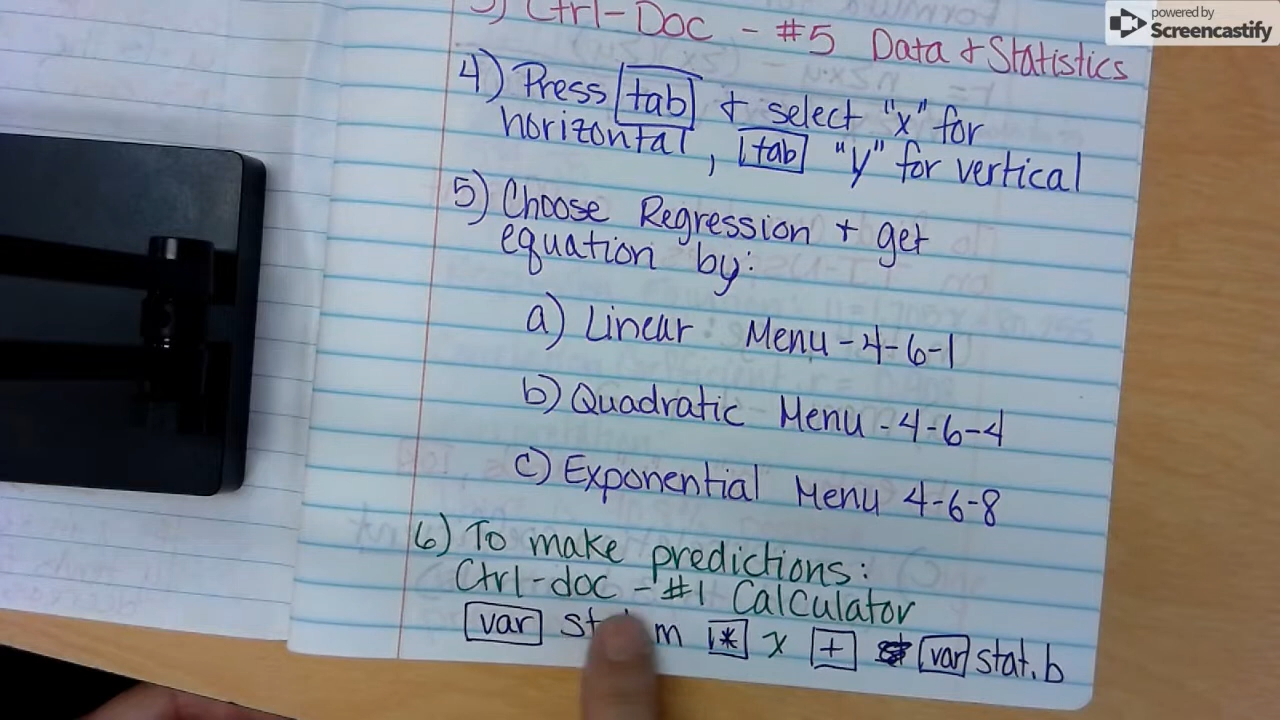 powered by
Screencastify
3) Ctrl-Doc - #5 Data + Statistics
4) Press tab + select "x" for
horizontal, tab "y" for vertical
5) Choose Regression + get
equation by:
a) Linear: Menu - 4-6-1
b) Quadratic Menu - 4-6-4
c) Exponential Menu 4-6-8
6) To make predictions:
Ctrl-doc - #1 Calculator
var m * x + var stat.b